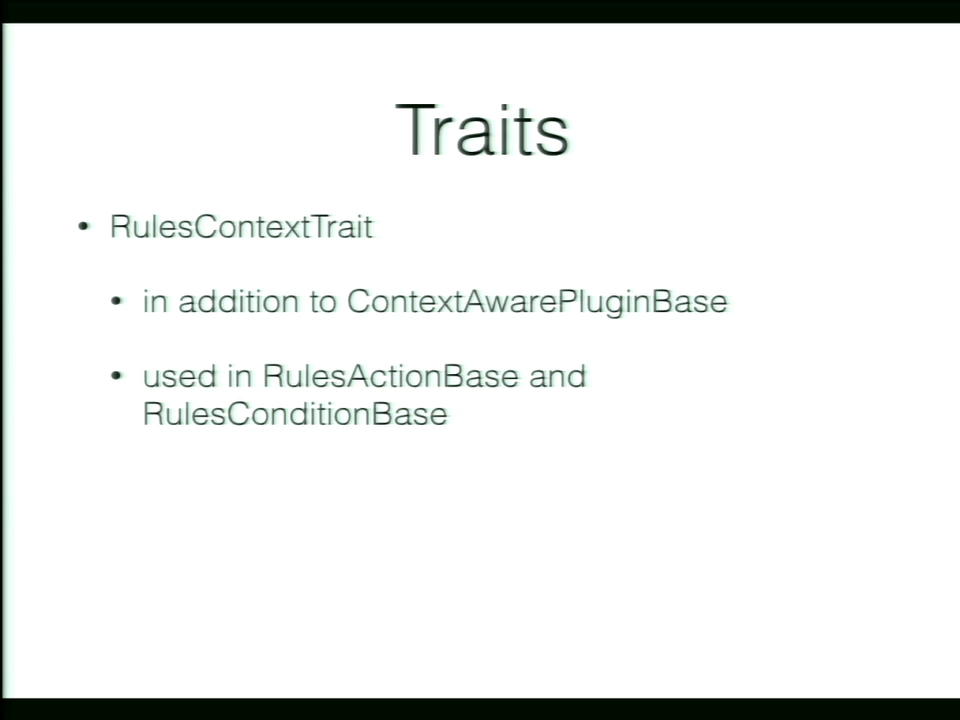 Traits
• RulesContextTrait
• in addition to ContextAwarePluginBase
• used in RulesActionBase and
RulesConditionBase